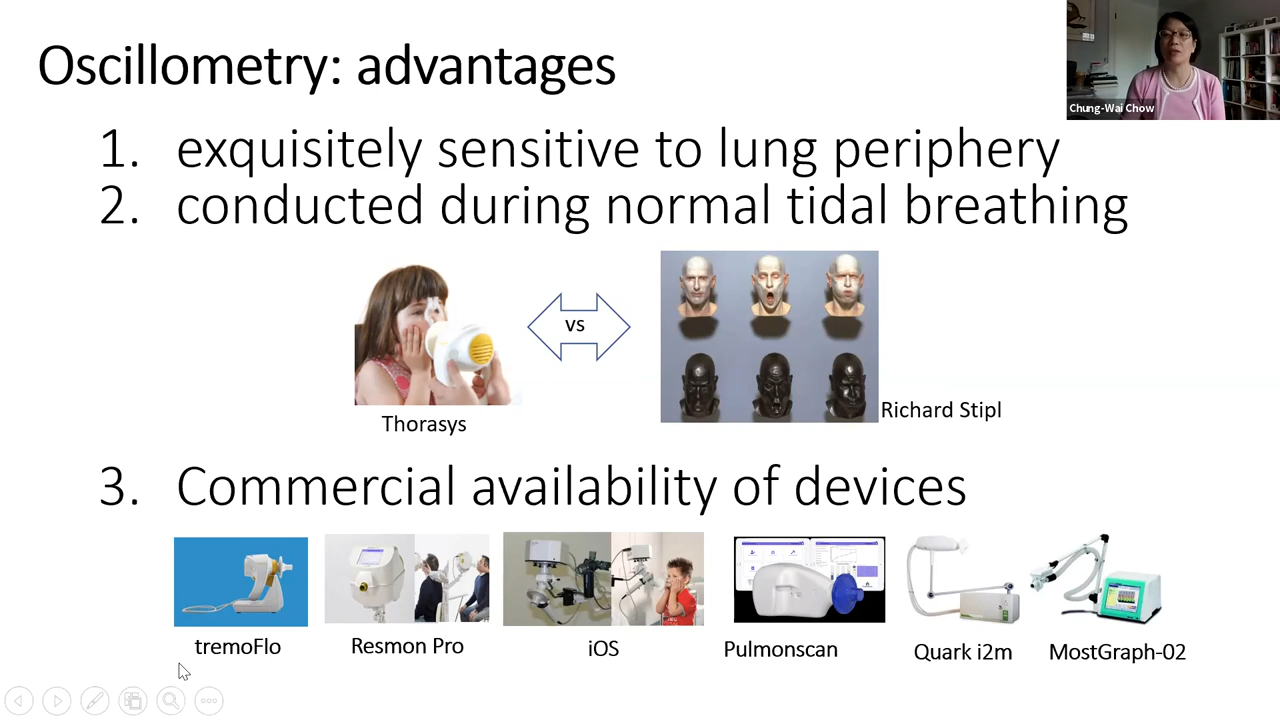 Oscillometry: advantages
Chung-Wai Chow
1. exquisitely sensitive to lung periphery
2. conducted during normal tidal breathing
vs
Thorasys
Richard Stipl
3. Commercial availability of devices
tremoFlo
Resmon Pro
iOS
Pulmonscan
Quark i2m
MostGraph-02